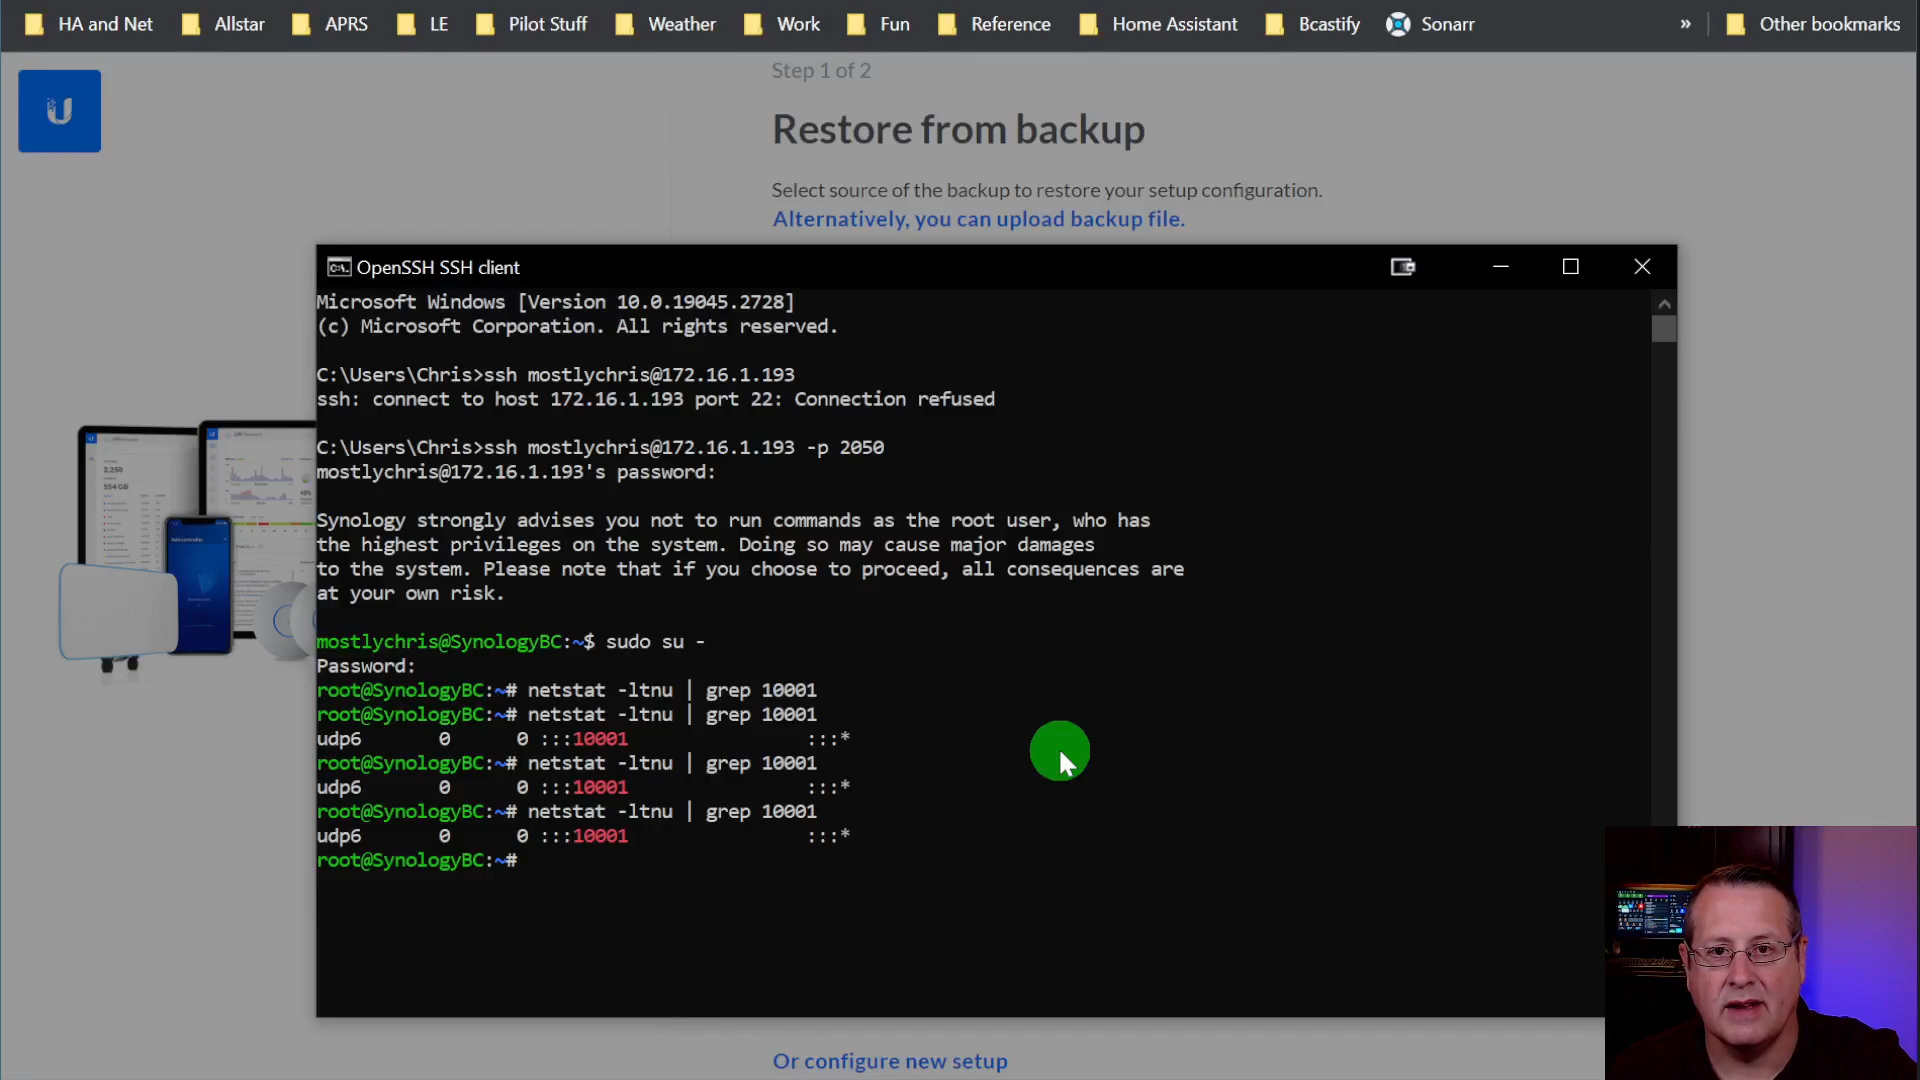 HA and Net Allstar APRS LE Pilot Stuff Weather Work Fun Reference Home Assistant Bcastify Sonarr » Other bookmarks
Step 1 of 2
Restore from backup
Select source of the backup to restore your setup configuration.
Alternatively, you can upload backup file.
OpenSSH SSH client
Microsoft Windows [Version 10.0.19045.2728]
(c) Microsoft Corporation. All rights reserved.
C:\Users\Chris>ssh mostlychris@172.16.1.193
ssh: connect to host 172.16.1.193 port 22: Connection refused
C:\Users\Chris>ssh mostlychris@172.16.1.193 -p 2050
mostlychris@172.16.1.193's password:
Synology strongly advises you not to run commands as the root user, who has
the highest privileges on the system. Doing so may cause major damages
to the system. Please note that if you choose to proceed, all consequences are
at your own risk.
mostlychris@SynologyBC:~$ sudo su -
Password:
root@SynologyBC:~# netstat -ltnu | grep 10001
root@SynologyBC:~# netstat -ltnu | grep 10001
udp6 0 0 :::10001 :::*
root@SynologyBC:~# netstat -ltnu | grep 10001
udp6 0 0 :::10001 :::*
root@SynologyBC:~# netstat -ltnu | grep 10001
udp6 0 0 :::10001 :::*
root@SynologyBC:~#
Or configure new setup